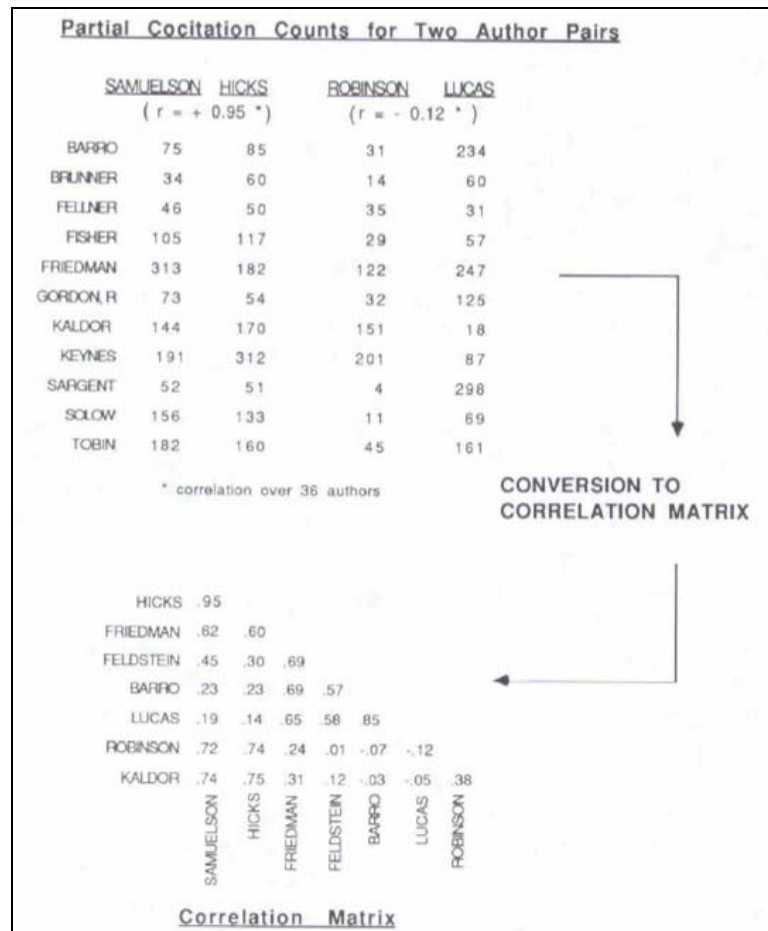 Partial Cocitation Counts for Two Author Pairs
SAMUELSON HICKS ROBINSON LUCAS
( r = + 0.95 *) (r = - 0.12 * )
BARRO 75 85 31 234
BRUNNER 34 60 14 60
FELLNER 46 50 35 31
FISHER 105 117 29 57
FRIEDMAN 313 182 122 247
GORDON, R 73 54 32 125
KALDOR 144 170 151 18
KEYNES 191 312 201 87
SARGENT 52 51 4 298
SOLOW 156 133 11 69
TOBIN 182 160 45 161
* correlation over 36 authors
CONVERSION TO
CORRELATION MATRIX
HICKS .95
FRIEDMAN .62 .60
FELDSTEIN .45 .30 .69
BARRO .23 .23 .69 .57
LUCAS .19 .14 .65 .58 .85
ROBINSON .72 .74 .24 .01 -.07 -.12
KALDOR .74 .75 .31 .12 -.03 -.05 .38
SAMUELSON HICKS FRIEDMAN FELDSTEIN BARRO LUCAS ROBINSON
Correlation Matrix